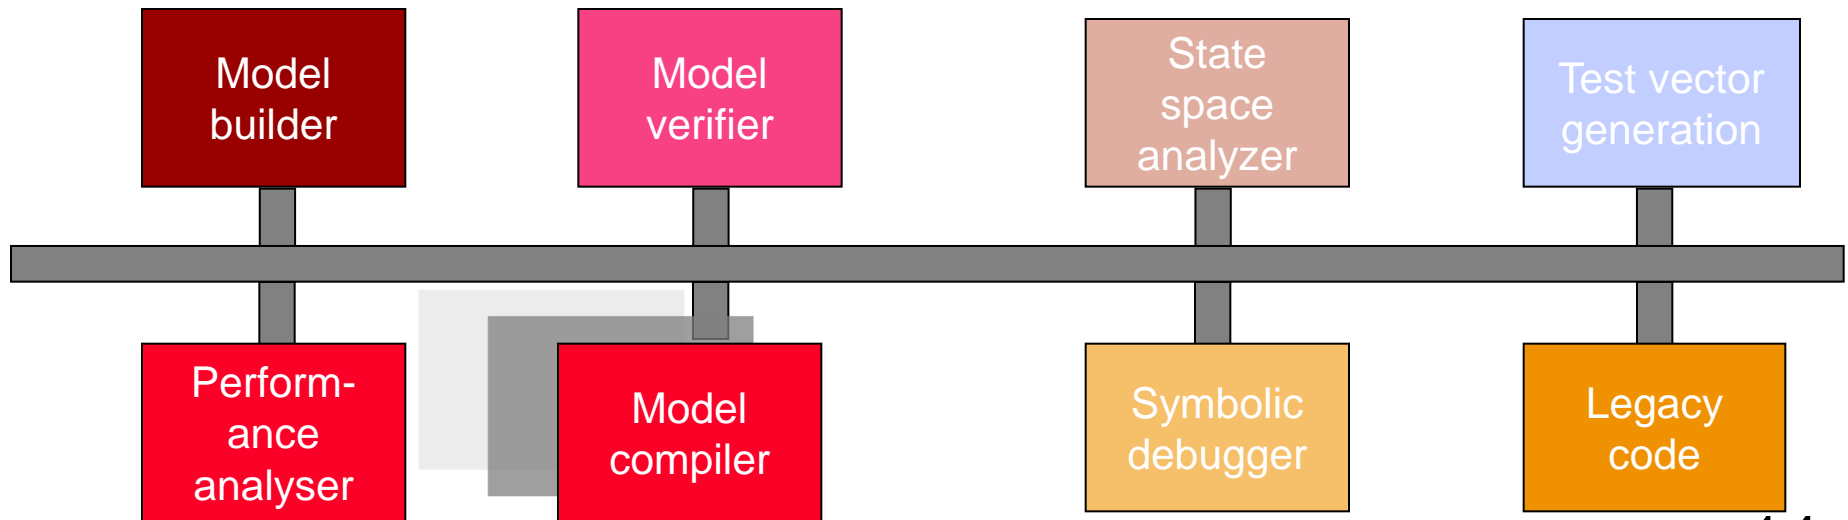 Model
builder
Model
verifier
State
space
analyzer
Test vector
generation
Perform-
ance
analyser
Model
compiler
Symbolic
debugger
Legacy
code